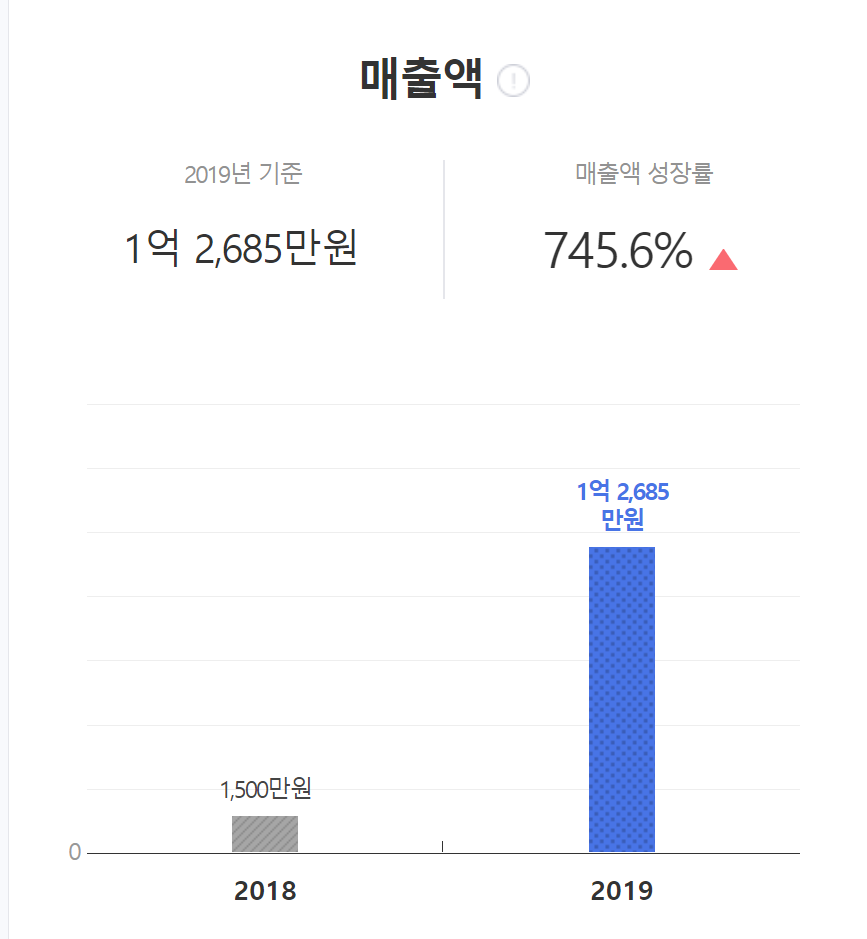 매출액 !
2019년 기준
1억 2,685만원
매출액 성장률
745.6% ▲
1억 2,685
만원
1,500만원
0
2018
2019